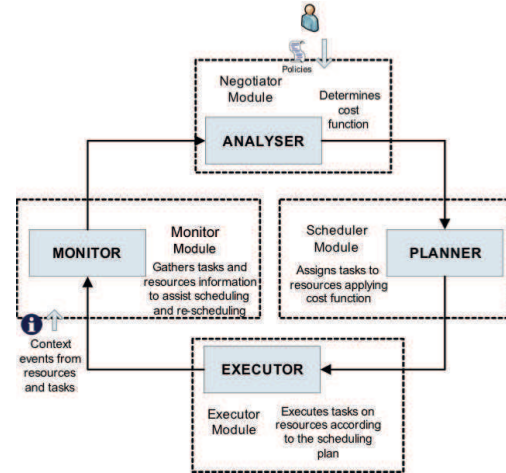 Policies
Negotiator
Module
Determines
cost
function
ANALYSER
Monitor
Module
MONITOR
Gathers tasks and
resources information
to assist scheduling
and re-scheduling
Scheduler
Module
PLANNER
Assigns tasks to
resources applying
cost function
i
Context
events from
resources
and tasks
EXECUTOR
Executor
Module
Executes tasks on
resources according
to the scheduling
plan